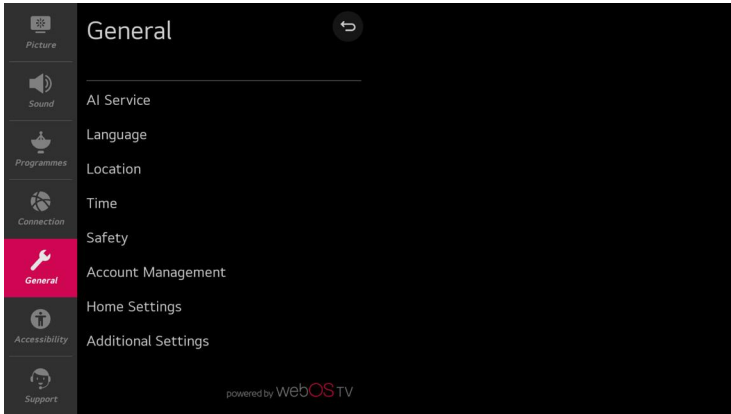 Picture
Sound
Programmes
Connection
General
Accessibility
Support
General
AI Service
Language
Location
Time
Safety
Account Management
Home Settings
Additional Settings
powered by webOS TV